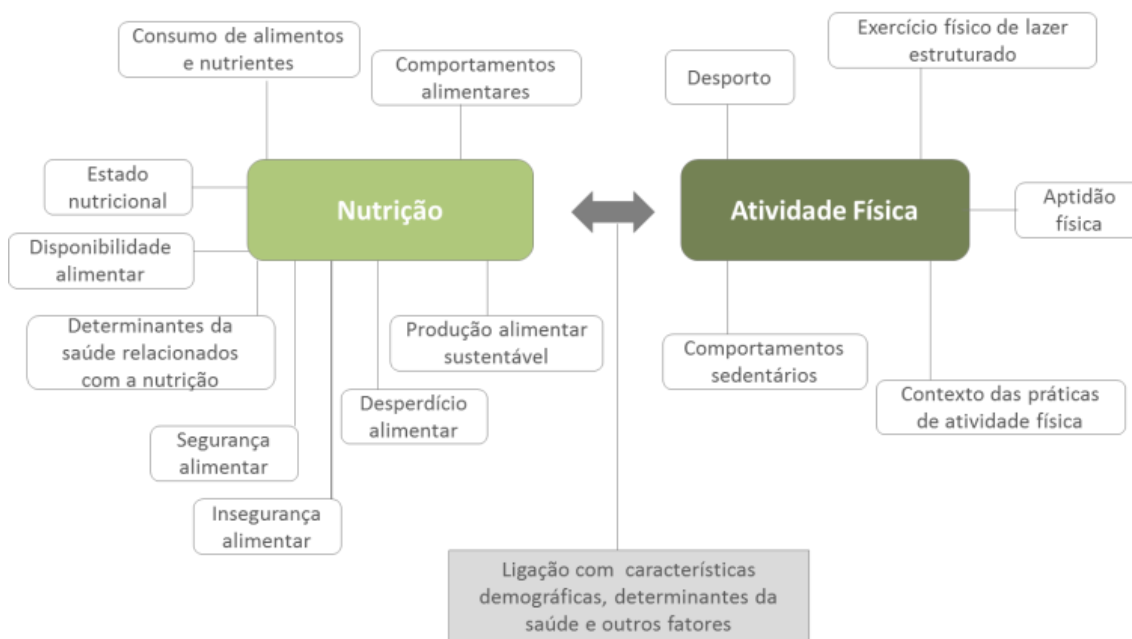 Consumo de alimentos
e nutrientes
Comportamentos
alimentares
Desporto
Exercício físico de lazer
estruturado
Estado
nutricional
Nutrição
Atividade Física
Aptidão
física
Disponibilidade
alimentar
Determinantes da
saúde relacionados
com a nutrição
Produção alimentar
sustentável
Comportamentos
sedentários
Desperdício
alimentar
Contexto das práticas
de atividade física
Segurança
alimentar
Insegurança
alimentar
Ligação com características
demográficas, determinantes da
saúde e outros fatores